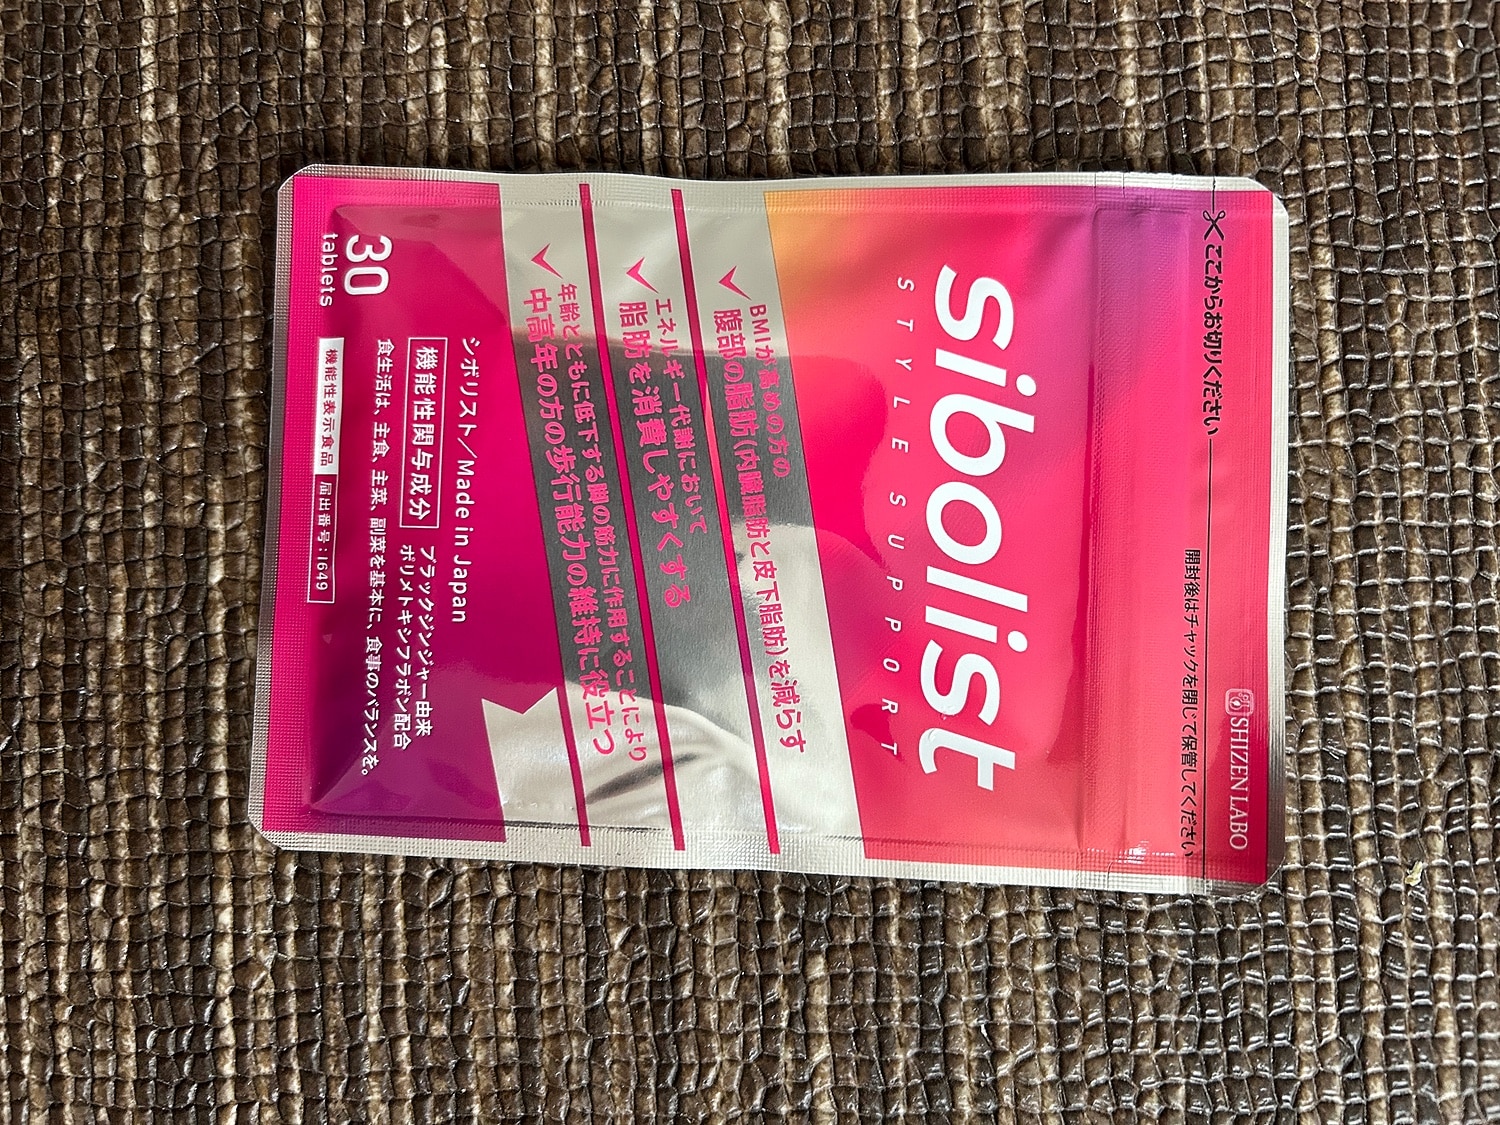 SHIZEN LABO
ここからお切りください
開封後はチャックを閉じて保管してください
sibolist
STYLE SUPPORT
BMIが高めの方の
腹部の脂肪(内臓脂肪と皮下脂肪)を減らす
エネルギー代謝において
脂肪を消費しやすくする
年齢とともに低下する脚の筋力に作用することにより
中高年の方の歩行能力の維持に役立つ
シボリスト/Made in Japan
機能性関与成分
ブラックジンジャー由来
ポリメトキシフラボン配合
食生活は、主食、主菜、副菜を基本に、食事のバランスを。
30
tablets
機能性表示食品 届出番号:I649